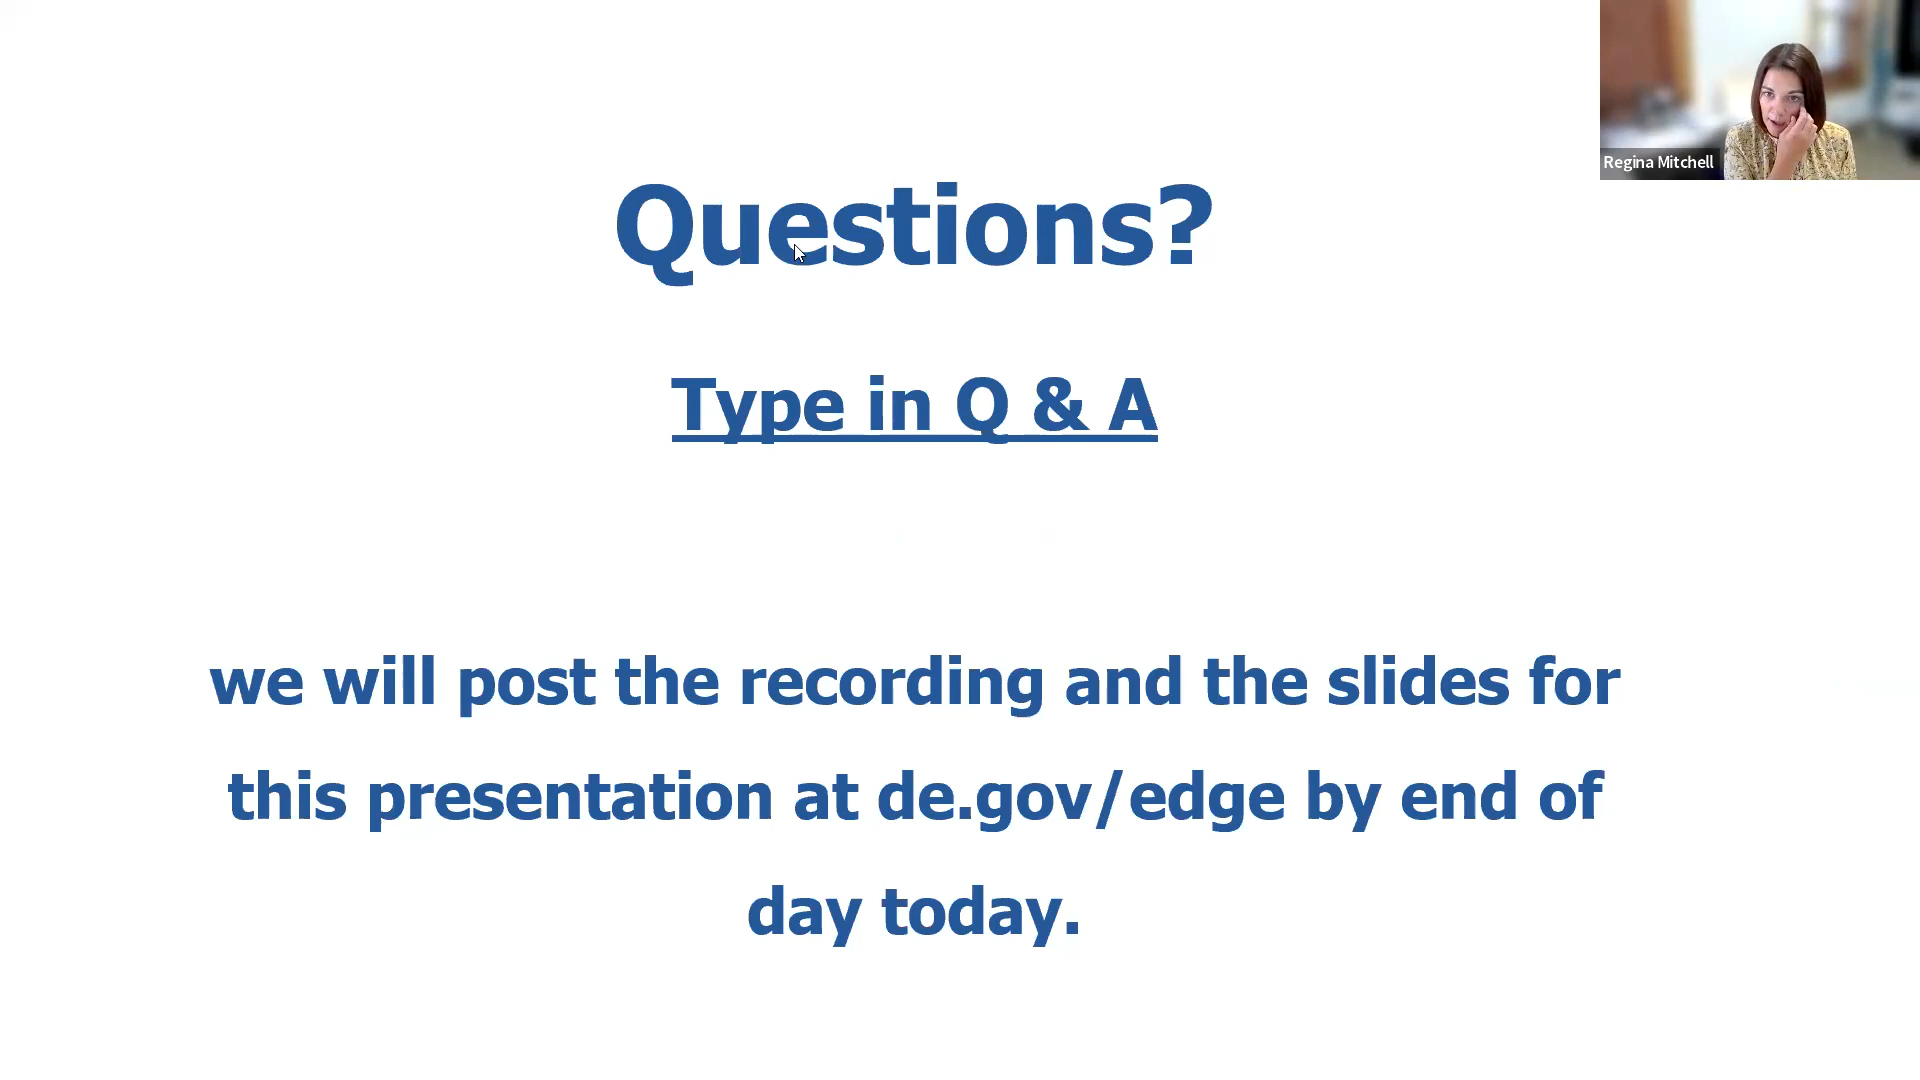 Regina Mitchell
Questions?
Type in Q & A
we will post the recording and the slides for
this presentation at de.gov/edge by end of
day today.